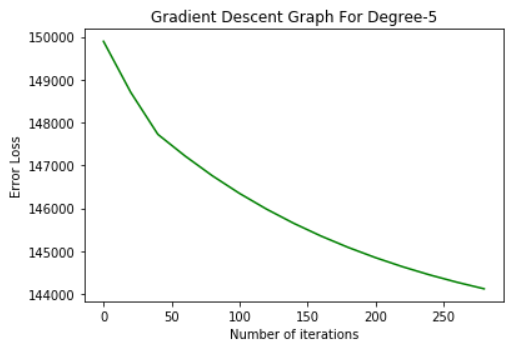 Gradient Descent Graph For Degree-5
150000
149000
148000
147000
146000
145000
144000
Error Loss
0 50 100 150 200 250
Number of iterations